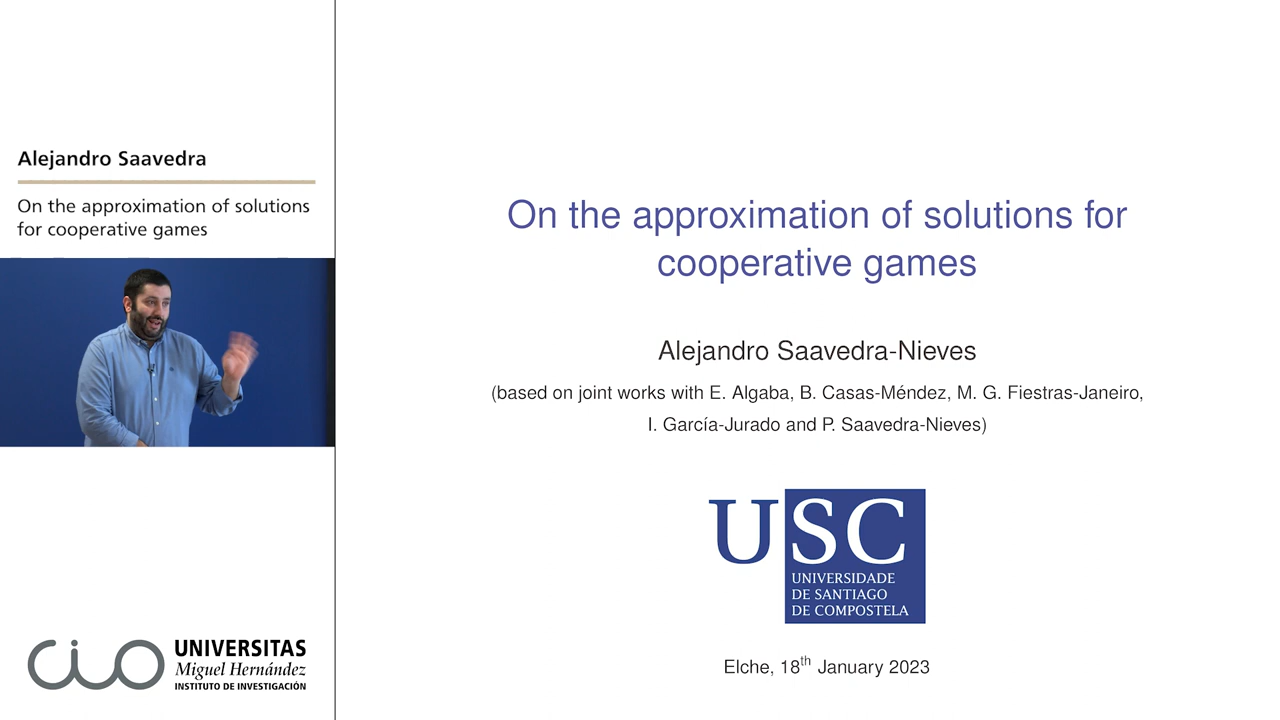 Alejandro Saavedra
On the approximation of solutions
for cooperative games
CIO
UNIVERSITAS
Miguel Hernández
INSTITUTO DE INVESTIGACIÓN
On the approximation of solutions for
cooperative games
Alejandro Saavedra-Nieves
(based on joint works with E. Algaba, B. Casas-Méndez, M. G. Fiestras-Janeiro,
I. García-Jurado and P. Saavedra-Nieves)
USC
UNIVERSIDADE
DE SANTIAGO
DE COMPOSTELA
Elche, 18th January 2023